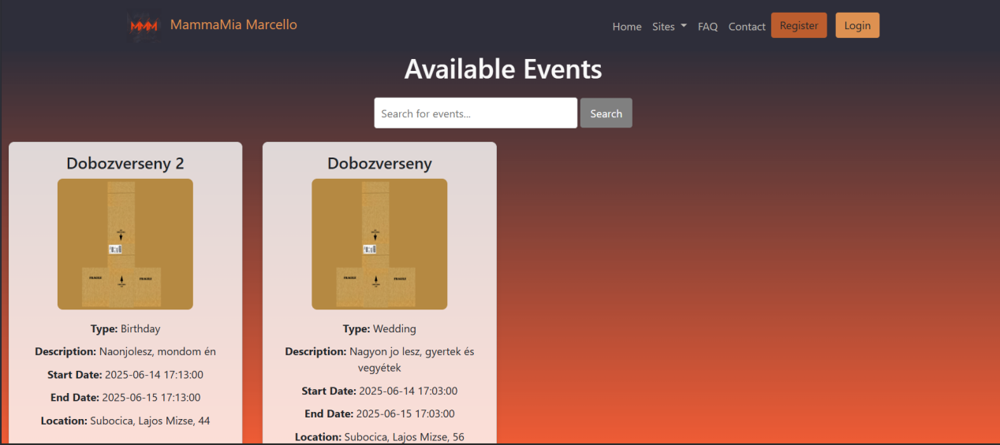 MMM MammaMia Marcello
Home Sites FAQ Contact Register Login
Available Events
Search for events... Search
Dobozverseny 2
FRAGILE FRAGILE
Type: Birthday
Description: Naonjolesz, mondom én
Start Date: 2025-06-14 17:13:00
End Date: 2025-06-15 17:13:00
Location: Subocica, Lajos Mizse, 44
Dobozverseny
FRAGILE FRAGILE
Type: Wedding
Description: Nagyon jo lesz, gyertek és
vegyétek
Start Date: 2025-06-14 17:03:00
End Date: 2025-06-15 17:03:00
Location: Subocica, Lajos Mizse, 56